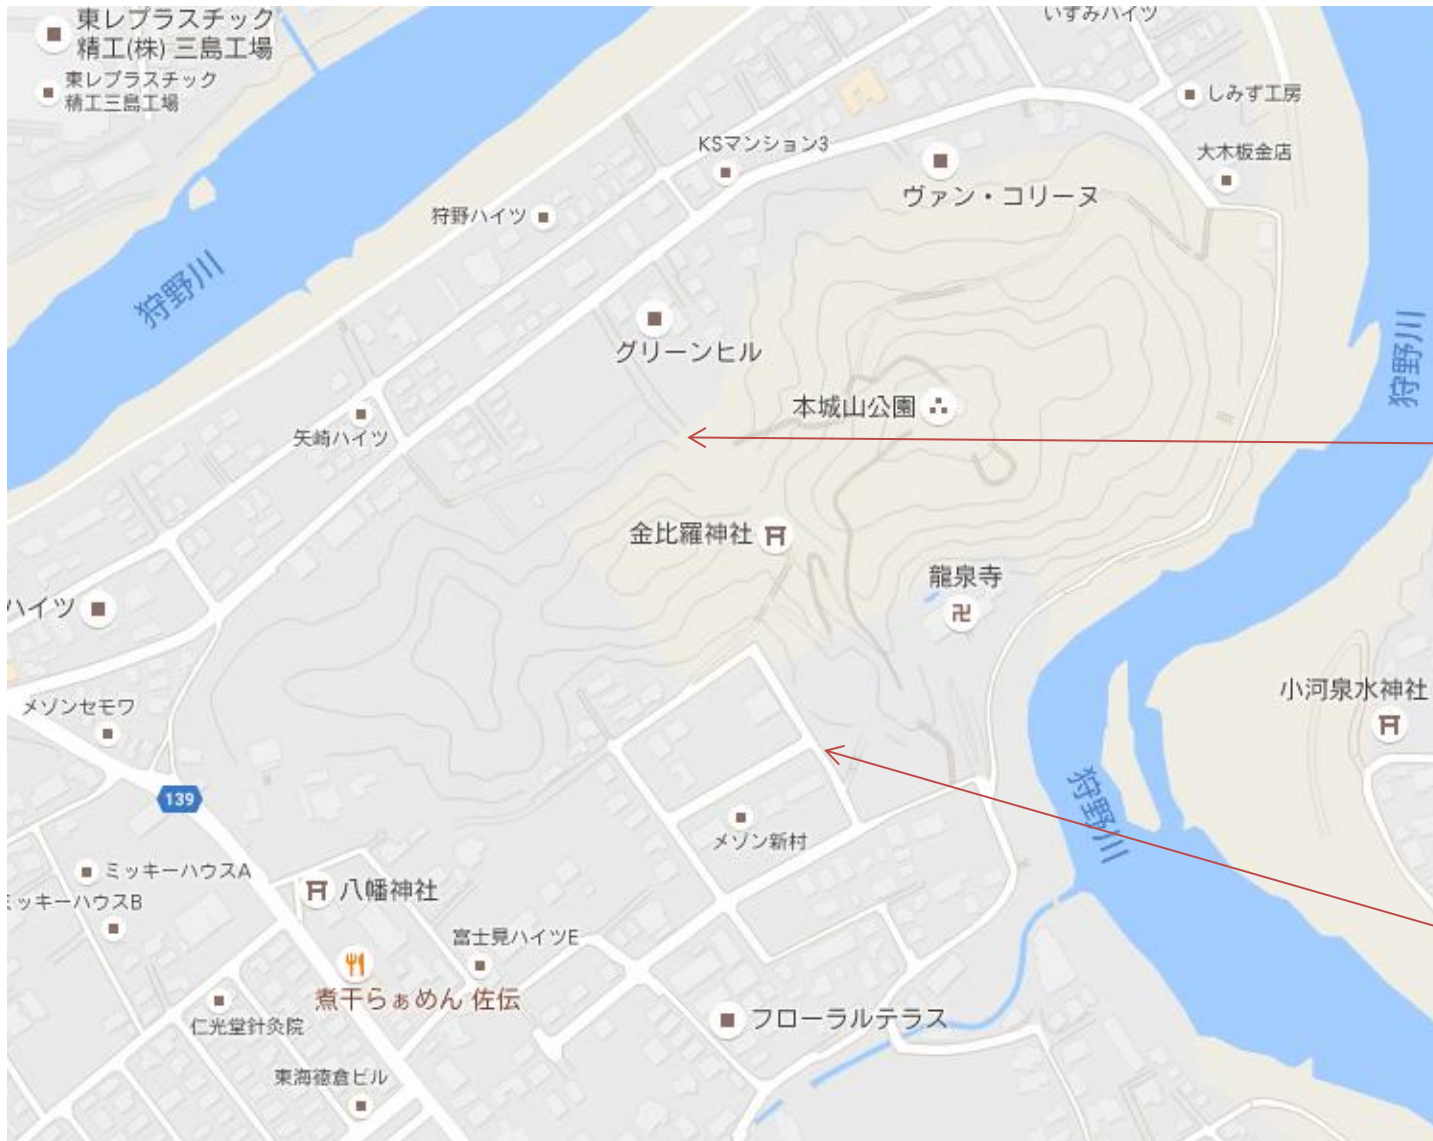 東レプラスチック
精工(株) 三島工場
東レプラスチック
精工三島工場
いずみハイツ
しみず工房
KSマンション3
大木板金店
ヴァン・コリーヌ
狩野ハイツ
狩野川
グリーンヒル
狩野川
本城山公園
矢崎ハイツ
金比羅神社
龍泉寺
ハイツ
小河泉水神社
メゾンセモワ
139
狩野川
メゾン新村
ミッキーハウスA
八幡神社
ミッキーハウスB
富士見ハイツE
煮干らぁめん 佐伝
仁光堂針灸院
フローラルテラス
東海徳倉ビル